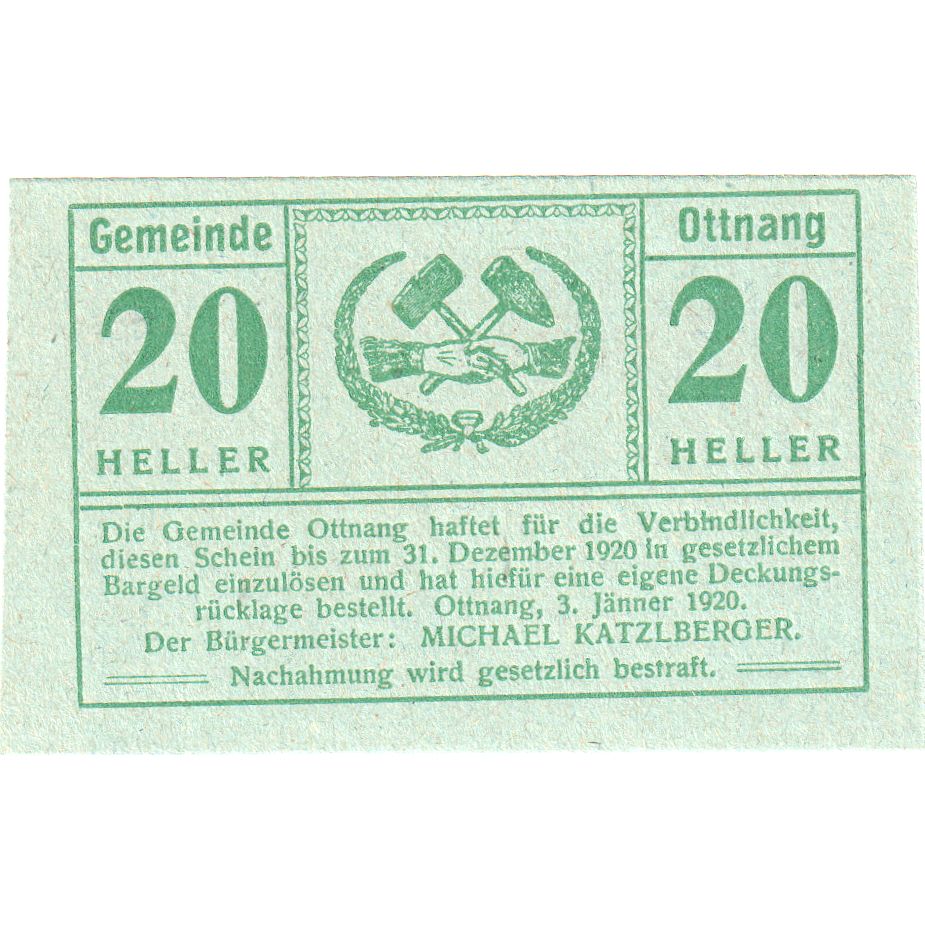 Gemeinde
Ottnang
20
20
HELLER
HELLER
Die Gemeinde Ottnang haftet für die Verbindlichkeit,
diesen Schein bis zum 31. Dezember 1920 in gesetzlichem
Bargeld einzulösen und hat hiefür eine eigene Deckungs-
rücklage bestellt. Ottnang, 3. Jänner 1920.
Der Bürgermeister: MICHAEL KATZLBERGER.
Nachahmung wird gesetzlich bestraft.